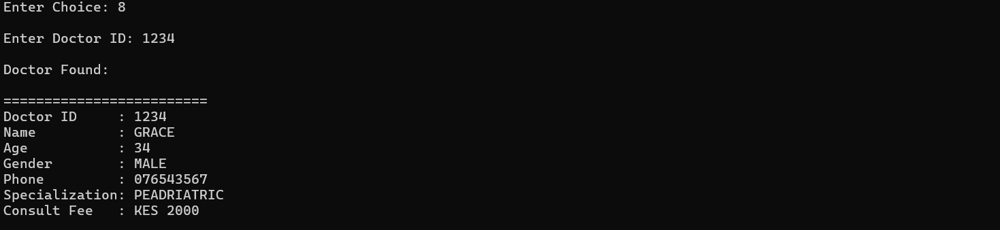 Enter Choice: 8
Enter Doctor ID: 1234
Doctor Found:
=========================
Doctor ID     : 1234
Name          : GRACE
Age           : 34
Gender        : MALE
Phone         : 076543567
Specialization: PEADRIATRIC
Consult Fee   : KES 2000